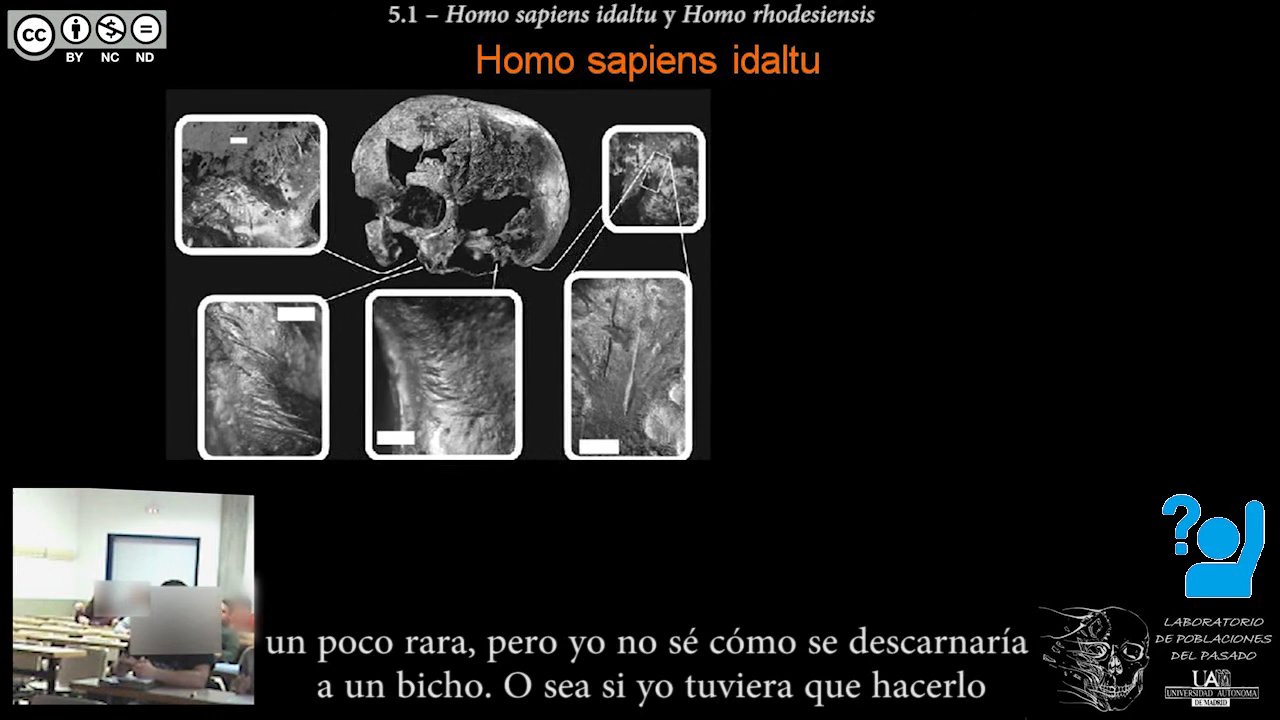 5.1 – Homo sapiens idaltu y Homo rhodesiensis
cc
BY NC ND
Homo sapiens idaltu
?
un poco rara, pero yo no sé cómo se descarnaría
a un bicho. O sea si yo tuviera que hacerlo
LABORATORIO
DE POBLACIONES
DEL PASADO
UAM
UNIVERSIDAD AUTONOMA
DE MADRID